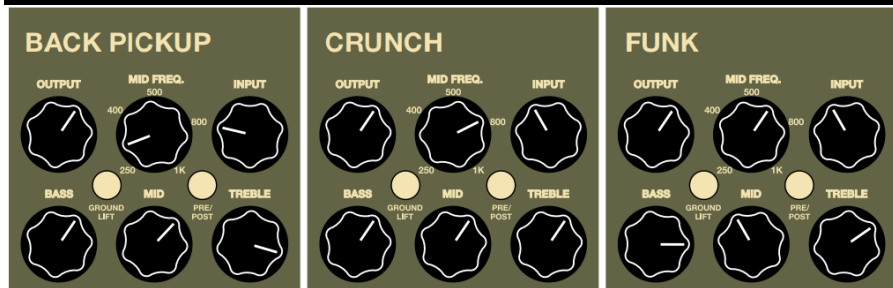 BACK PICKUP
OUTPUT
MID FREQ.
INPUT
500
400
800
250
1K
BASS
MID
TREBLE
GROUND
LIFT
PRE/
POST
CRUNCH
OUTPUT
MID FREQ.
INPUT
500
400
800
250
1K
BASS
MID
TREBLE
GROUND
LIFT
PRE/
POST
FUNK
OUTPUT
MID FREQ.
INPUT
500
400
800
250
1K
BASS
MID
TREBLE
GROUND
LIFT
PRE/
POST